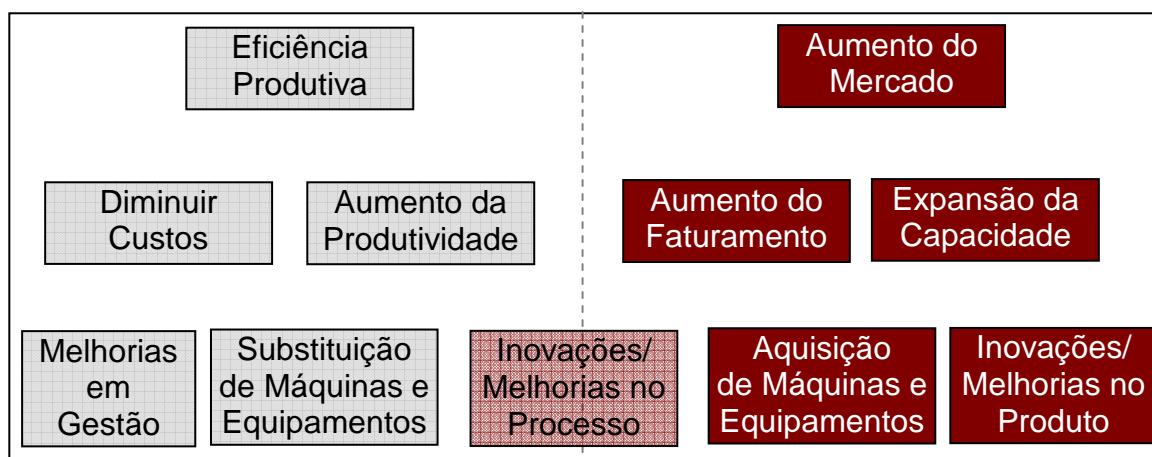 Eficiência
Produtiva
Aumento do
Mercado
Diminuir
Custos
Aumento da
Produtividade
Aumento do
Faturamento
Expansão da
Capacidade
Melhorias
em
Gestão
Substituição
de Máquinas e
Equipamentos
Inovações/
Melhorias no
Processo
Aquisição
de Máquinas e
Equipamentos
Inovações/
Melhorias no
Produto